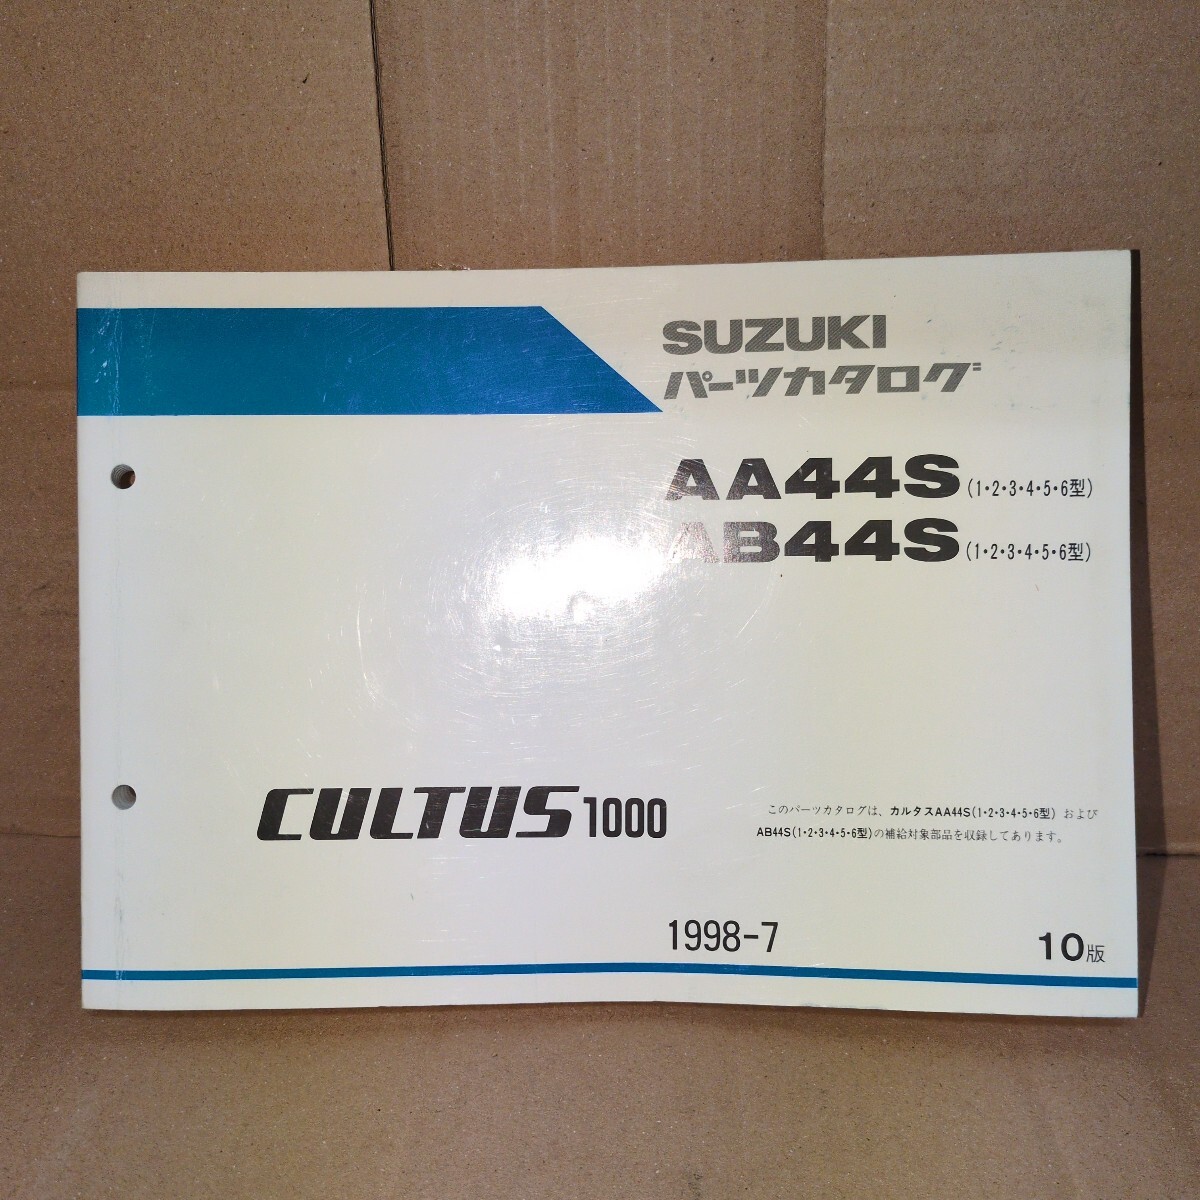 SUZUKI
パーツカタログ
AA44S(1・2・3・4・5・6型)
AB44S(1・2・3・4・5・6型)
CULTUS 1000
このパーツカタログは、カルタスAA44S(1・2・3・4・5・6型)および
AB44S(1・2・3・4・5・6型)の補給対象部品を収録してあります。
1998-7
10版